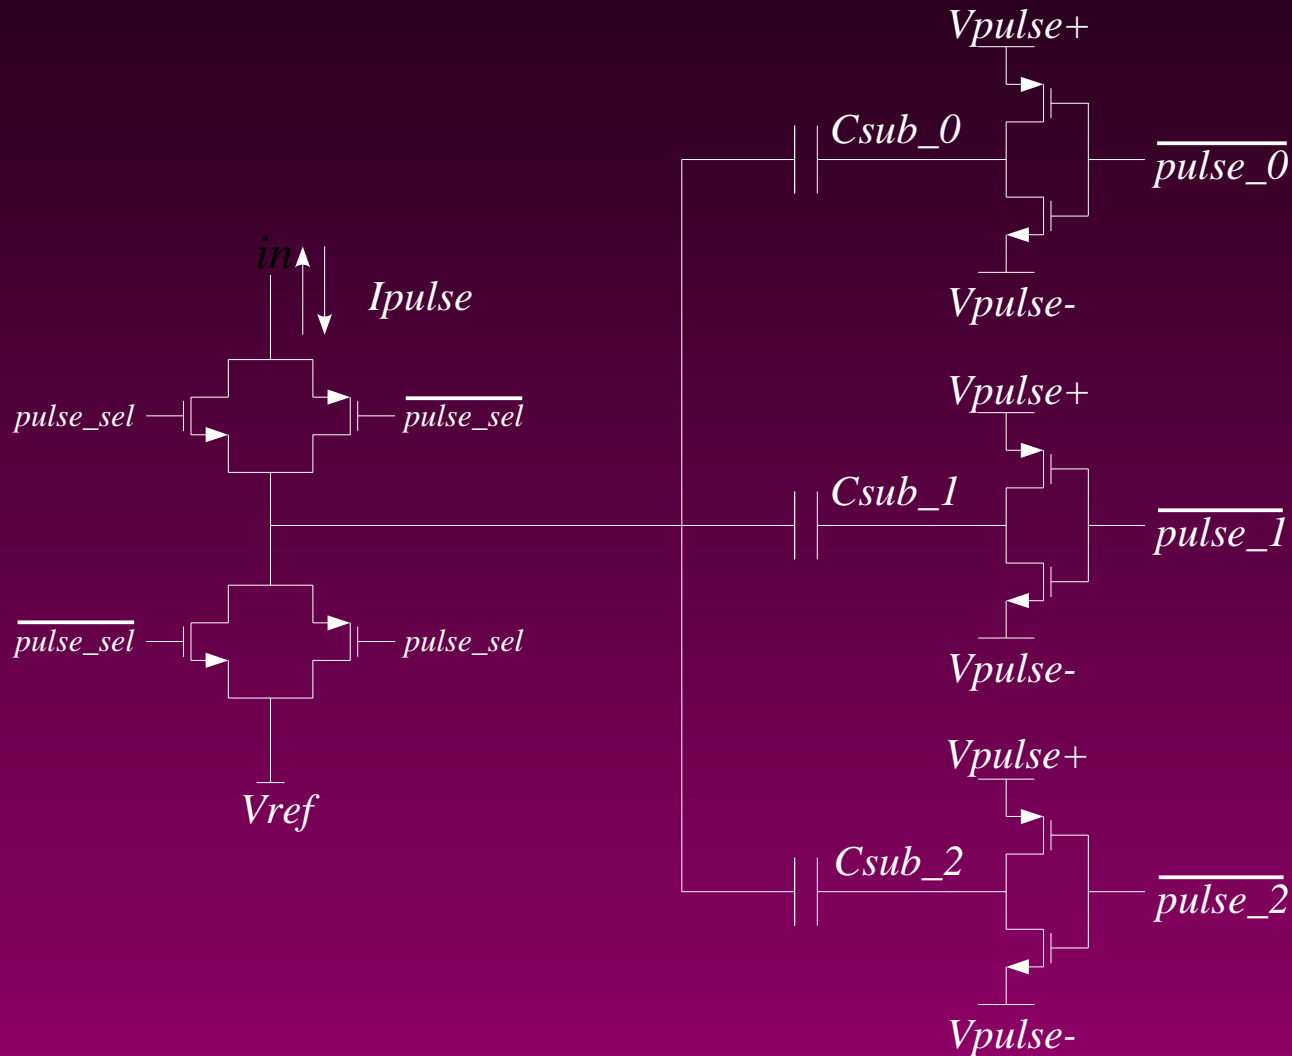 Vpulse+
Csub_0
pulse_0
Vpulse-
in
Ipulse
pulse_sel
pulse_sel
Vpulse+
Csub_1
pulse_1
Vpulse-
pulse_sel
pulse_sel
Vref
Vpulse+
Csub_2
pulse_2
Vpulse-